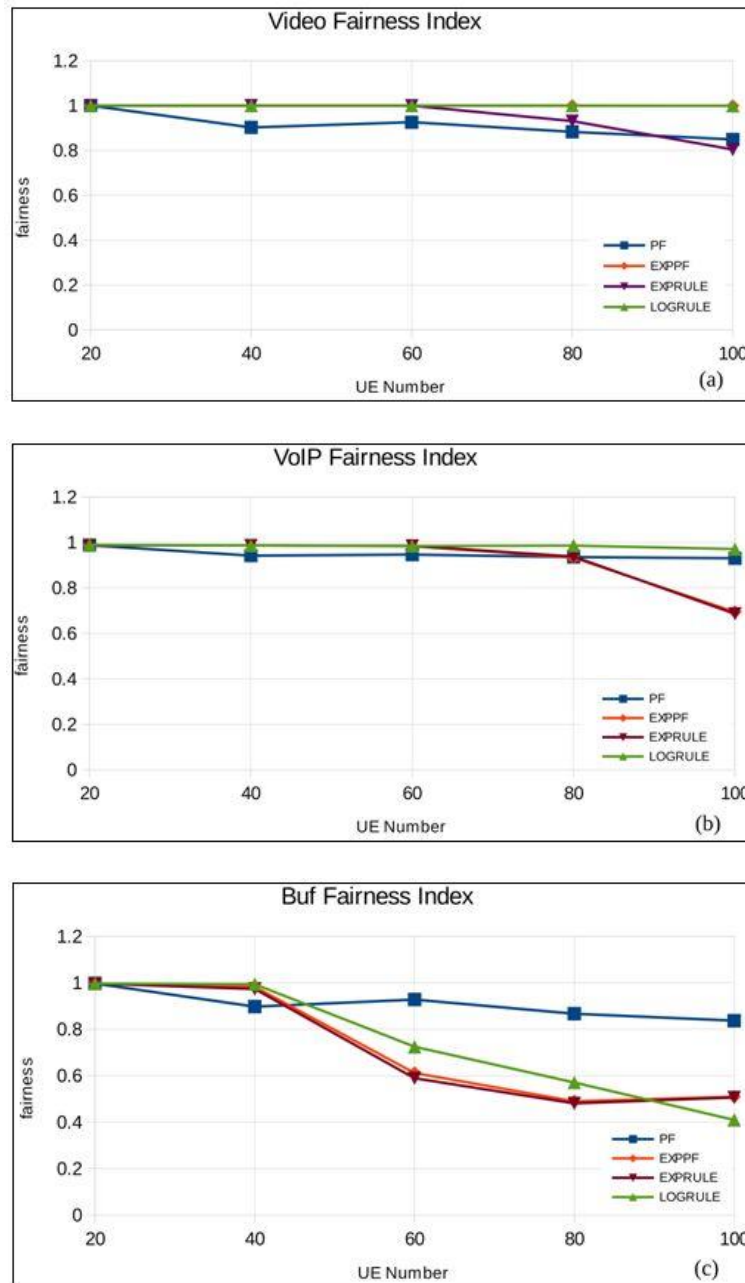 Video Fairness Index
1.2
1
0.8
0.6
0.4
0.2
0
fairness
PF
EXPPF
EXPRULE
LOGRULE
20 40 60 80 100
UE Number
(a)
VoIP Fairness Index
1.2
1
0.8
0.6
0.4
0.2
0
fairness
PF
EXPPF
EXPRULE
LOGRULE
20 40 60 80 100
UE Number
(b)
Buf Fairness Index
1.2
1
0.8
0.6
0.4
0.2
0
fairness
PF
EXPPF
EXPRULE
LOGRULE
20 40 60 80 100
UE Number
(c)